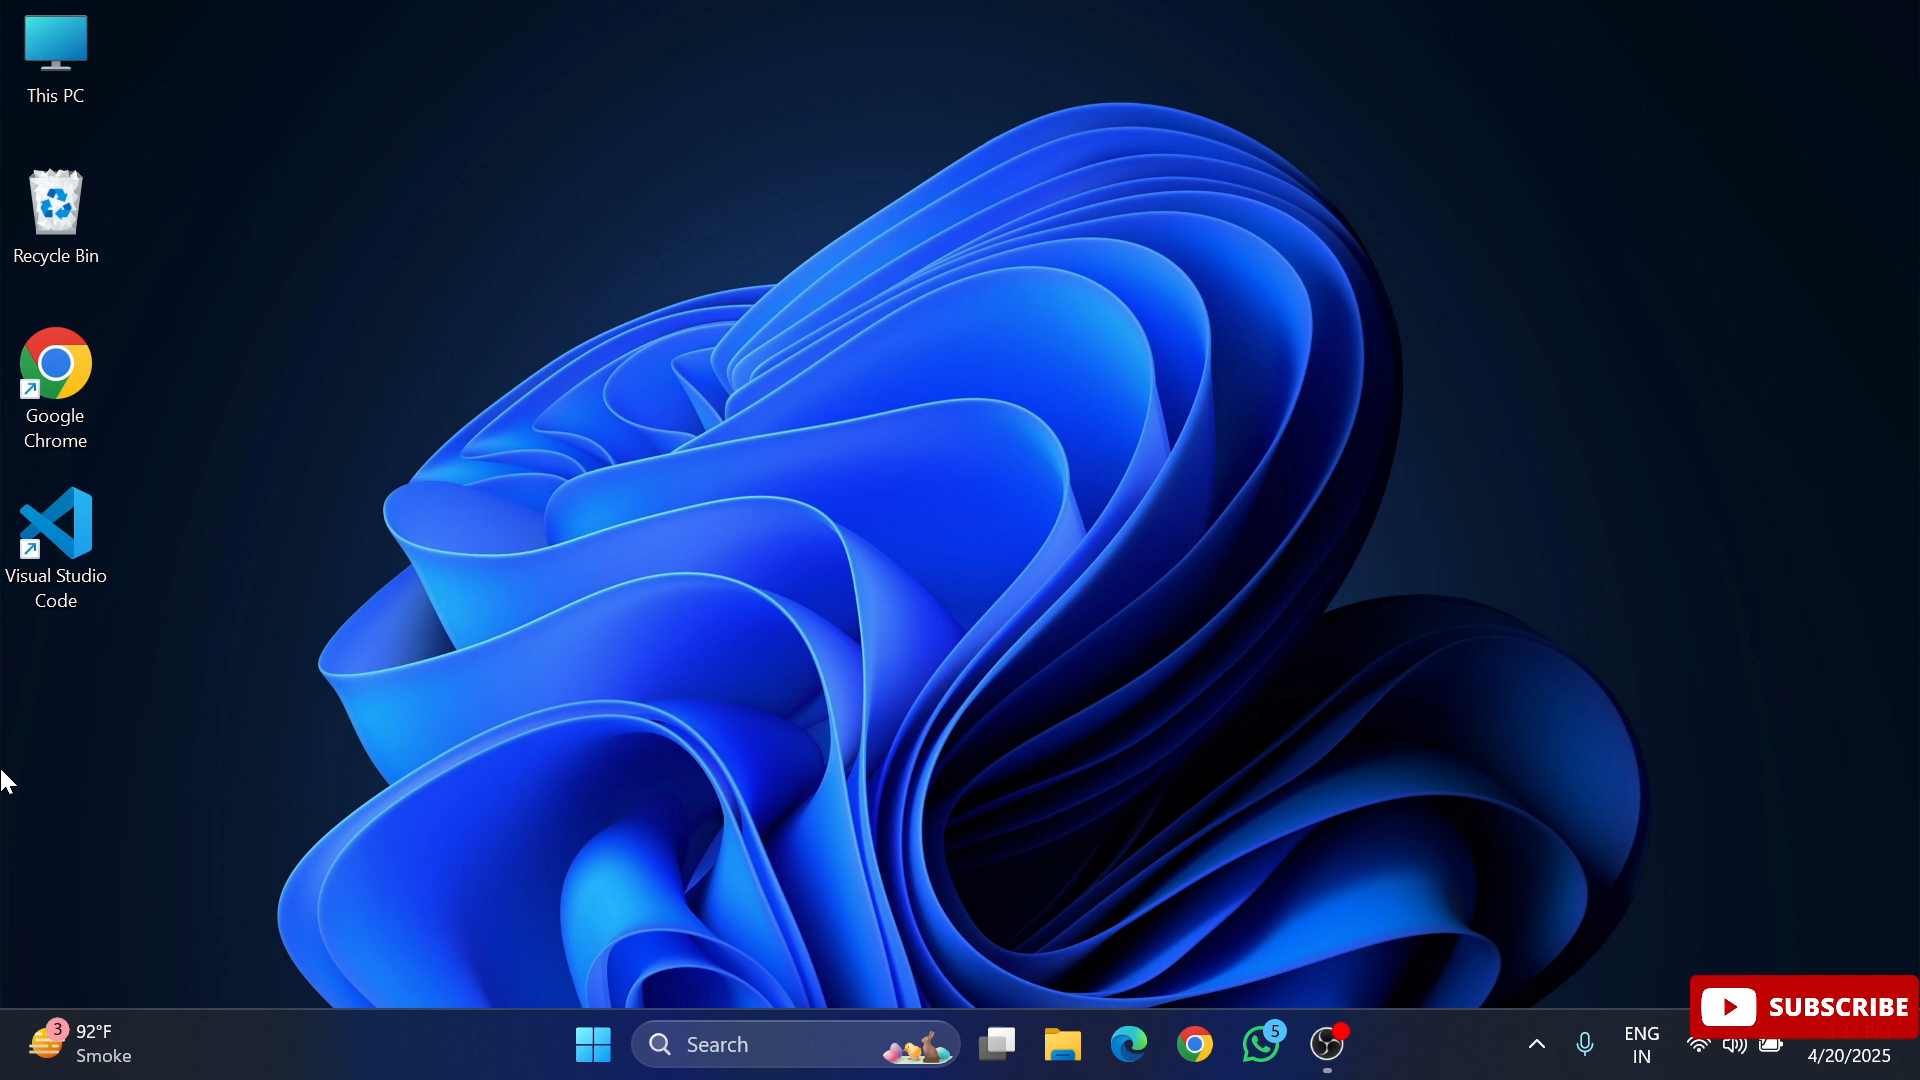 This PC
Recycle Bin
Google
Chrome
Visual Studio
Code
3
92°F
Smoke
Search
5
ENG
IN
SUBSCRIBE
4/20/2025